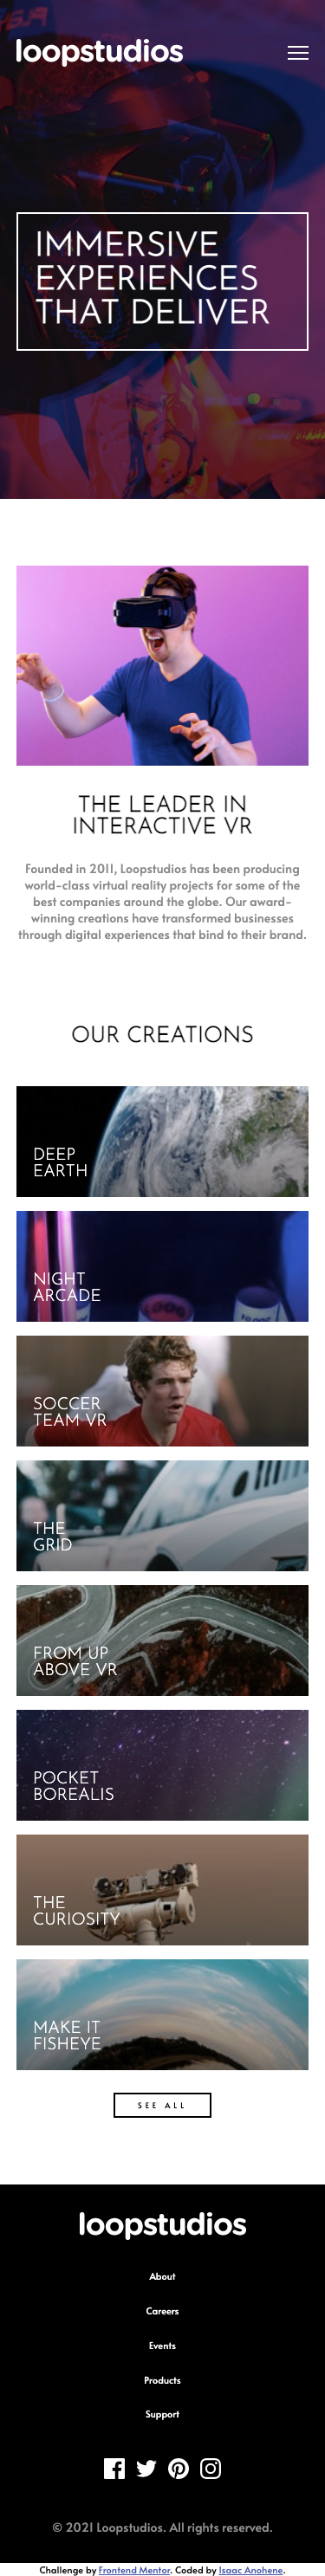 loopstudios
IMMERSIVE
EXPERIENCES
THAT DELIVER
THE LEADER IN
INTERACTIVE VR
Founded in 2011, Loopstudios has been producing
world-class virtual reality projects for some of the
best companies around the globe. Our award-
winning creations have transformed businesses
through digital experiences that bind to their brand.
OUR CREATIONS
DEEP
EARTH
NIGHT
ARCADE
SOCCER
TEAM VR
THE
GRID
FROM UP
ABOVE VR
POCKET
BOREALIS
THE
CURIOSITY
MAKE IT
FISHEYE
SEE ALL
loopstudios
About
Careers
Events
Products
Support
© 2021 Loopstudios. All rights reserved.
Challenge by Frontend Mentor. Coded by Isaac Anohene.